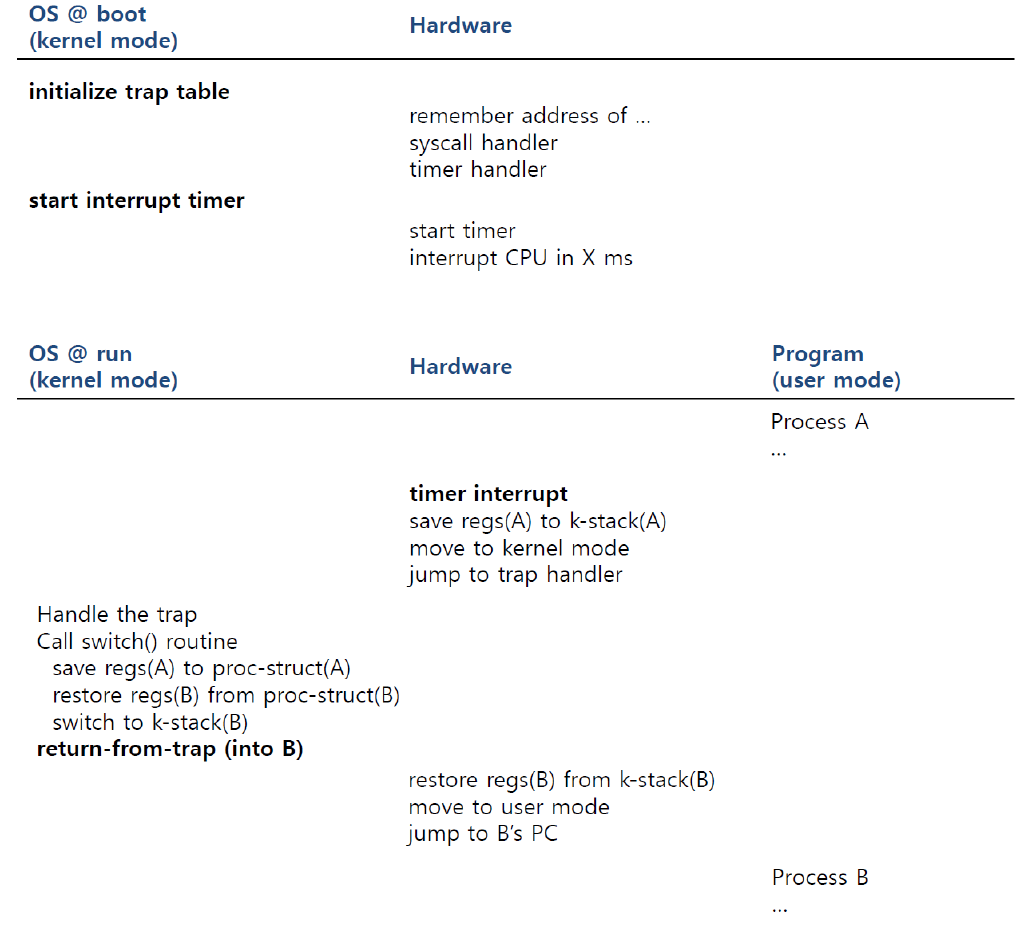 OS @ boot
(kernel mode)
Hardware
initialize trap table
remember address of ...
syscall handler
timer handler
start interrupt timer
start timer
interrupt CPU in X ms
OS @ run
(kernel mode)
Hardware
Program
(user mode)
Process A
...
timer interrupt
save regs(A) to k-stack(A)
move to kernel mode
jump to trap handler
Handle the trap
Call switch() routine
save regs(A) to proc-struct(A)
restore regs(B) from proc-struct(B)
switch to k-stack(B)
return-from-trap (into B)
restore regs(B) from k-stack(B)
move to user mode
jump to B's PC
Process B
...